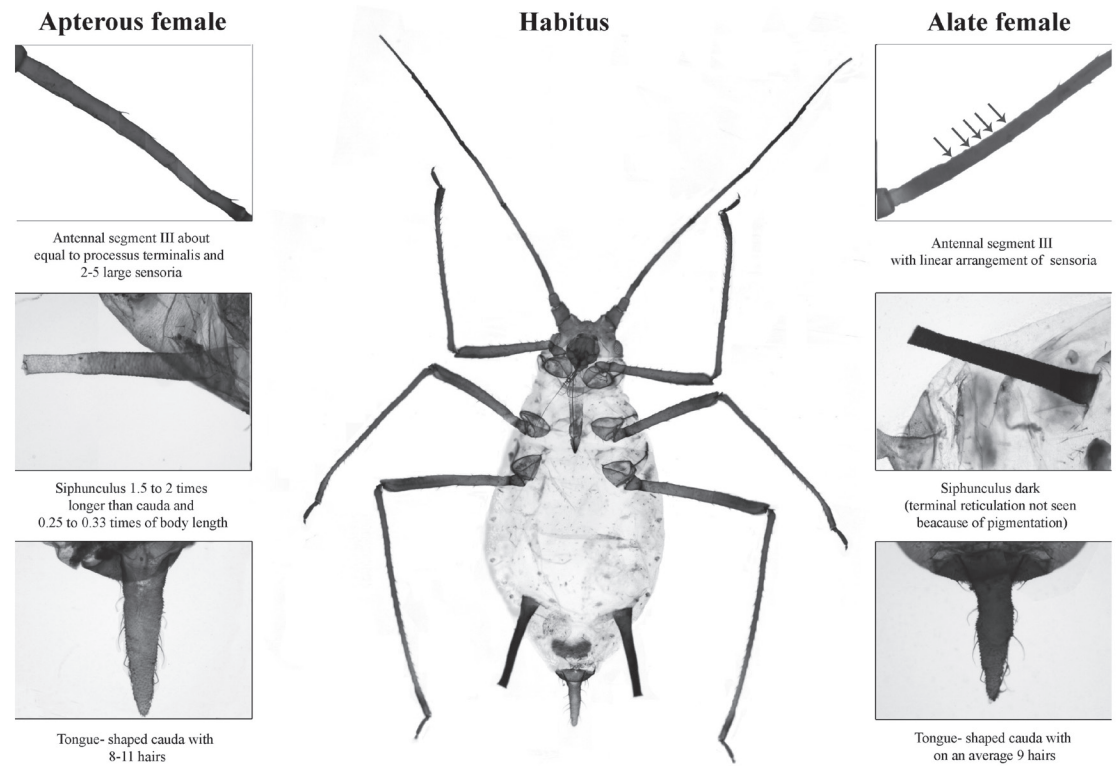 Apterous female
Habitus
Alate female
Antennal segment III about
equal to processus terminalis and
2-5 large sensoria
Antennal segment III
with linear arrangement of sensoria
Siphunculus 1.5 to 2 times
longer than cauda and
0.25 to 0.33 times of body length
Siphunculus dark
(terminal reticulation not seen
beacause of pigmentation)
Tongue- shaped cauda with
8-11 hairs
Tongue- shaped cauda with
on an average 9 hairs